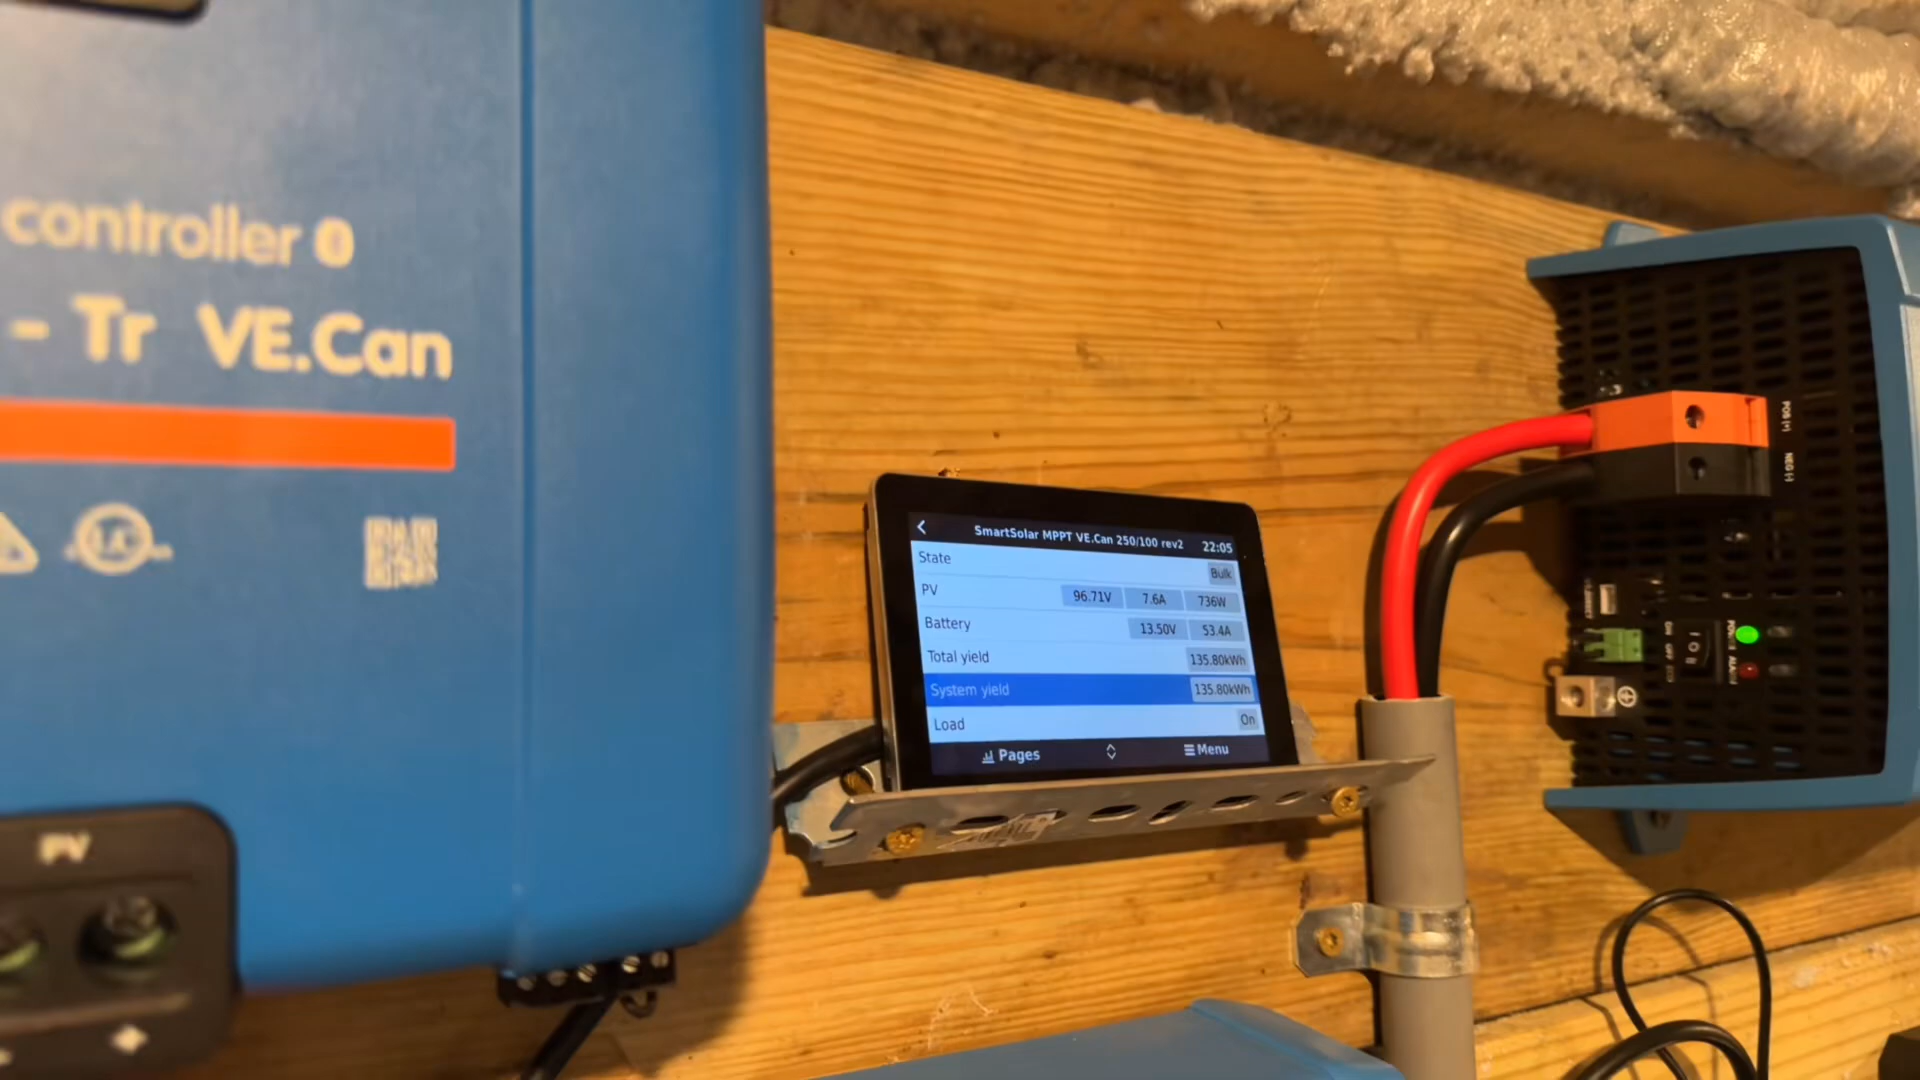 controller
- Tr VE.Can
PV
SmartSolar MPPT VE.Can 250/100 rev2 22:05
State Bulk
PV 96.71V 7.6A 736W
Battery 13.50V 53.4A
Total yield 135.80kWh
System yield 135.80kWh
Load On
Pages Menu
POS(+)
NEG(-)